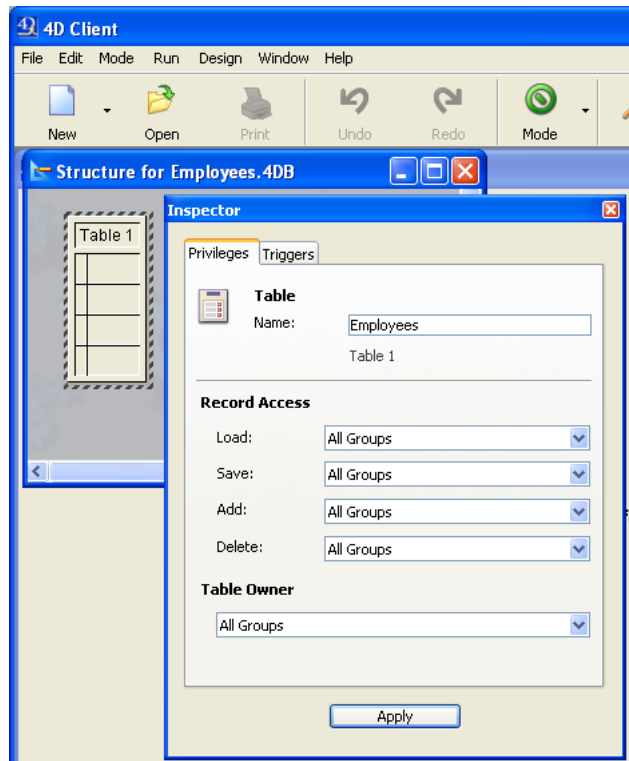 4D Client
File Edit Mode Run Design Window Help
New Open Print Undo Redo Mode
Structure for Employees.4DB
Table 1
Inspector
Privileges Triggers
Table
Name: Employees
Table 1
Record Access
Load: All Groups
Save: All Groups
Add: All Groups
Delete: All Groups
Table Owner
All Groups
Apply